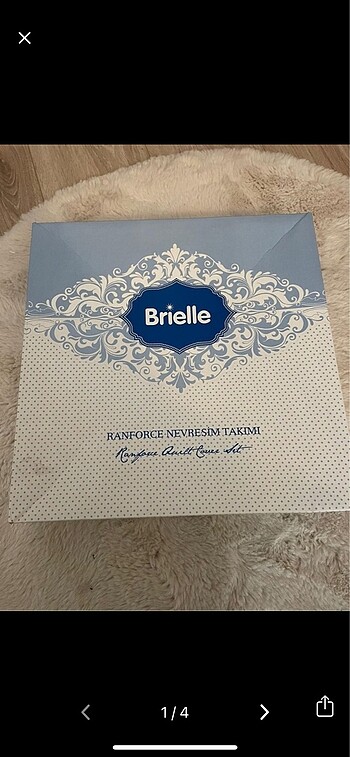 Brielle
RANFORCE NEVRESİM TAKIMI
Ranforce Quilt Cover Set
1/4